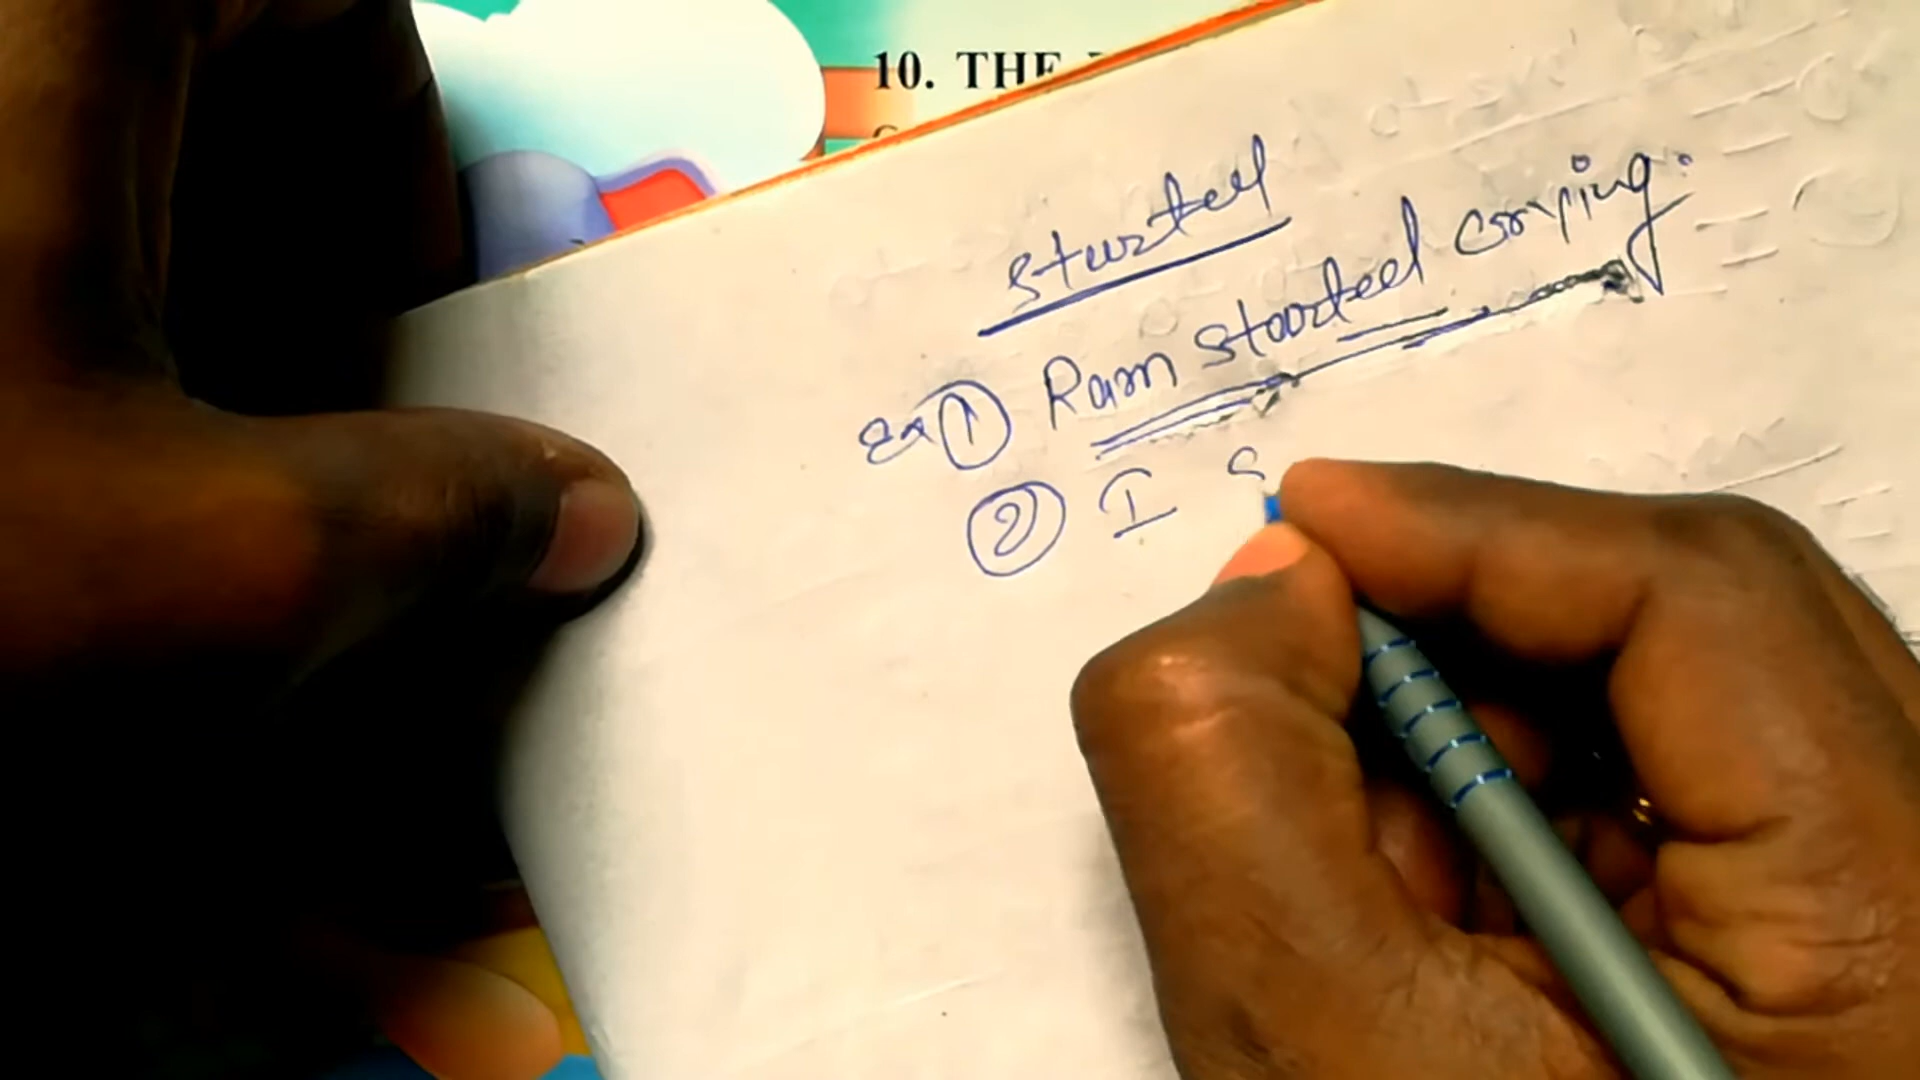 10. THE
started
Ex ① Ram started crying.
② I s